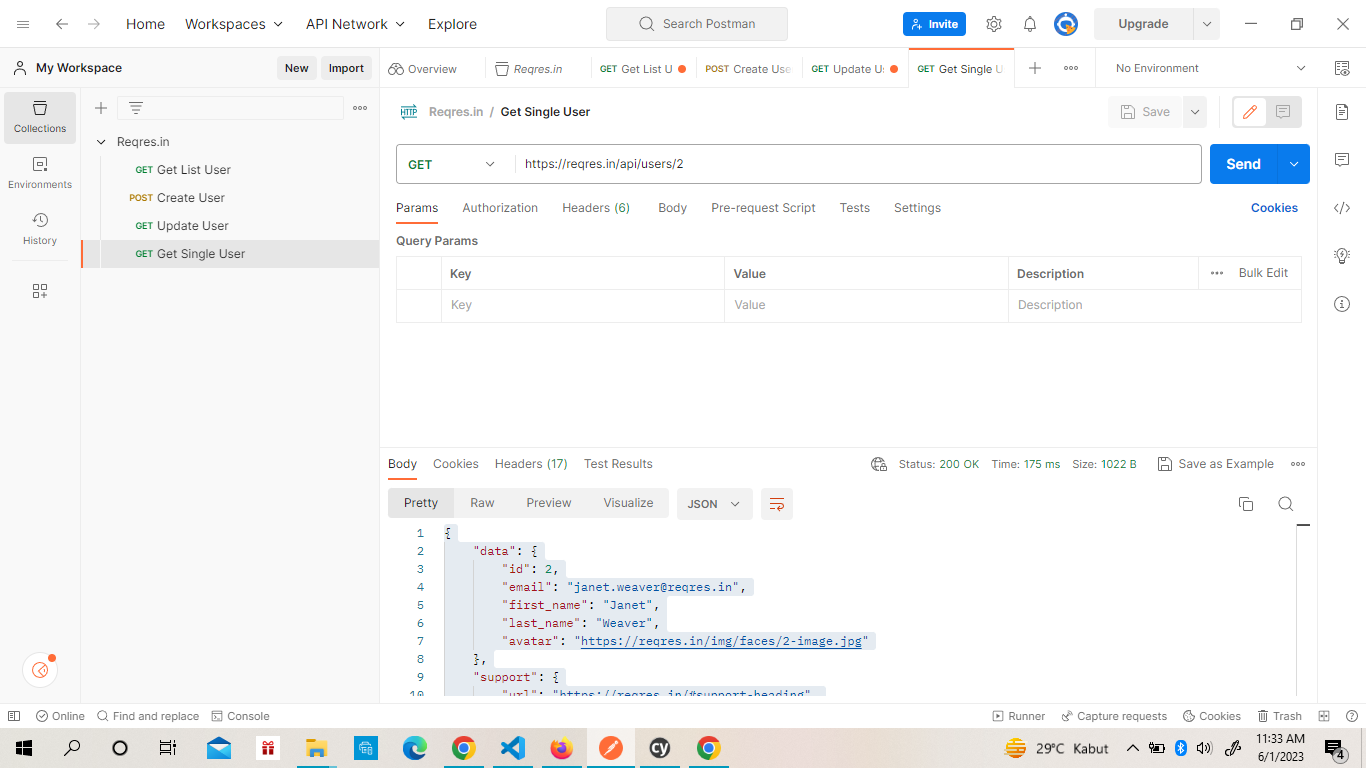 Home Workspaces API Network Explore Search Postman Invite Upgrade
My Workspace New Import Overview Reqres.in GET Get List U POST Create Use GET Update U GET Get Single U No Environment
Collections
Environments
History
Reqres.in
GET Get List User
POST Create User
GET Update User
GET Get Single User
HTTP Reqres.in / Get Single User Save
GET https://reqres.in/api/users/2 Send
Params Authorization Headers (6) Body Pre-request Script Tests Settings Cookies
Query Params
Key Value Description Bulk Edit
Key Value Description
Body Cookies Headers (17) Test Results Status: 200 OK Time: 175 ms Size: 1022 B Save as Example
Pretty Raw Preview Visualize JSON
1 {
2 "data": {
3 "id": 2,
4 "email": "janet.weaver@reqres.in",
5 "first_name": "Janet",
6 "last_name": "Weaver",
7 "avatar": "https://reqres.in/img/faces/2-image.jpg"
8 },
9 "support": {
10 "url": "https://reqres.in/#support-heading",
Online Find and replace Console Runner Capture requests Cookies Trash
cy 29°C Kabut 11:33 AM
6/1/2023
4